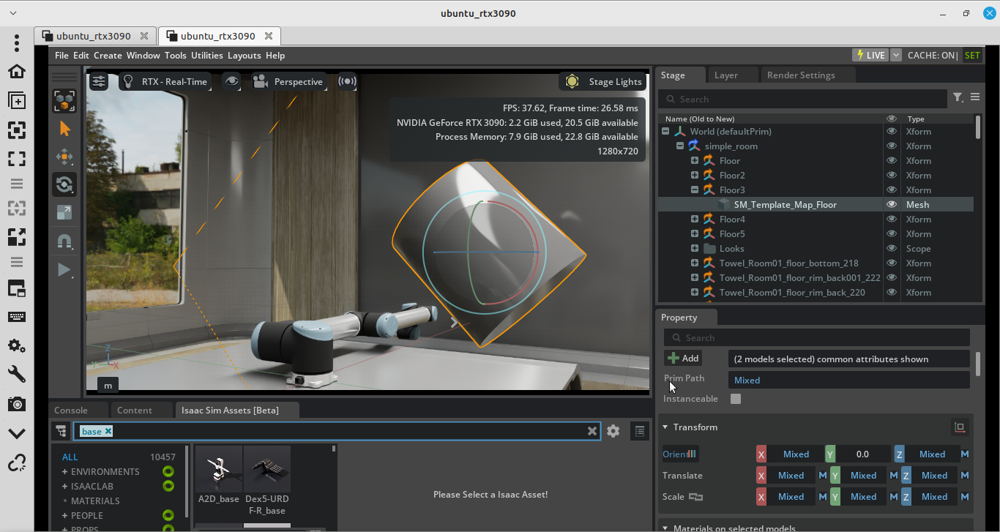 ubuntu_rtx3090
ubuntu_rtx3090
ubuntu_rtx3090
File Edit Create Window Tools Utilities Layouts Help
LIVE
CACHE: ON|
SET
RTX - Real-Time
Perspective
Stage Lights
FPS: 37.62, Frame time: 26.58 ms
NVIDIA GeForce RTX 3090: 2.2 GiB used, 20.5 GiB available
Process Memory: 7.9 GiB used, 22.8 GiB available
1280x720
Z
Y
X
m
Stage
Layer
Render Settings
Search
Name (Old to New)
Type
World (defaultPrim)
Xform
simple_room
Xform
Floor
Xform
Floor2
Xform
Floor3
Xform
SM_Template_Map_Floor
Mesh
Floor4
Xform
Floor5
Xform
Looks
Scope
Towel_Room01_floor_bottom_218
Xform
Towel_Room01_floor_rim_back001_222
Xform
Towel_Room01_floor_rim_back_220
Xform
Property
Search
Add
(2 models selected) common attributes shown
Prim Path
Mixed
Instanceable
Transform
Orient
X Mixed Y 0.0 Z Mixed M
Translate
X Mixed M Y Mixed M Z Mixed M
Scale
X Mixed M Y Mixed M Z Mixed M
Materials on selected models
Console
Content
Isaac Sim Assets [Beta]
base
ALL
10457
ENVIRONMENTS
ISAACLAB
MATERIALS
PEOPLE
PROPS
A2D_base
Dex5-URD
F-R_base
Please Select a Isaac Asset!